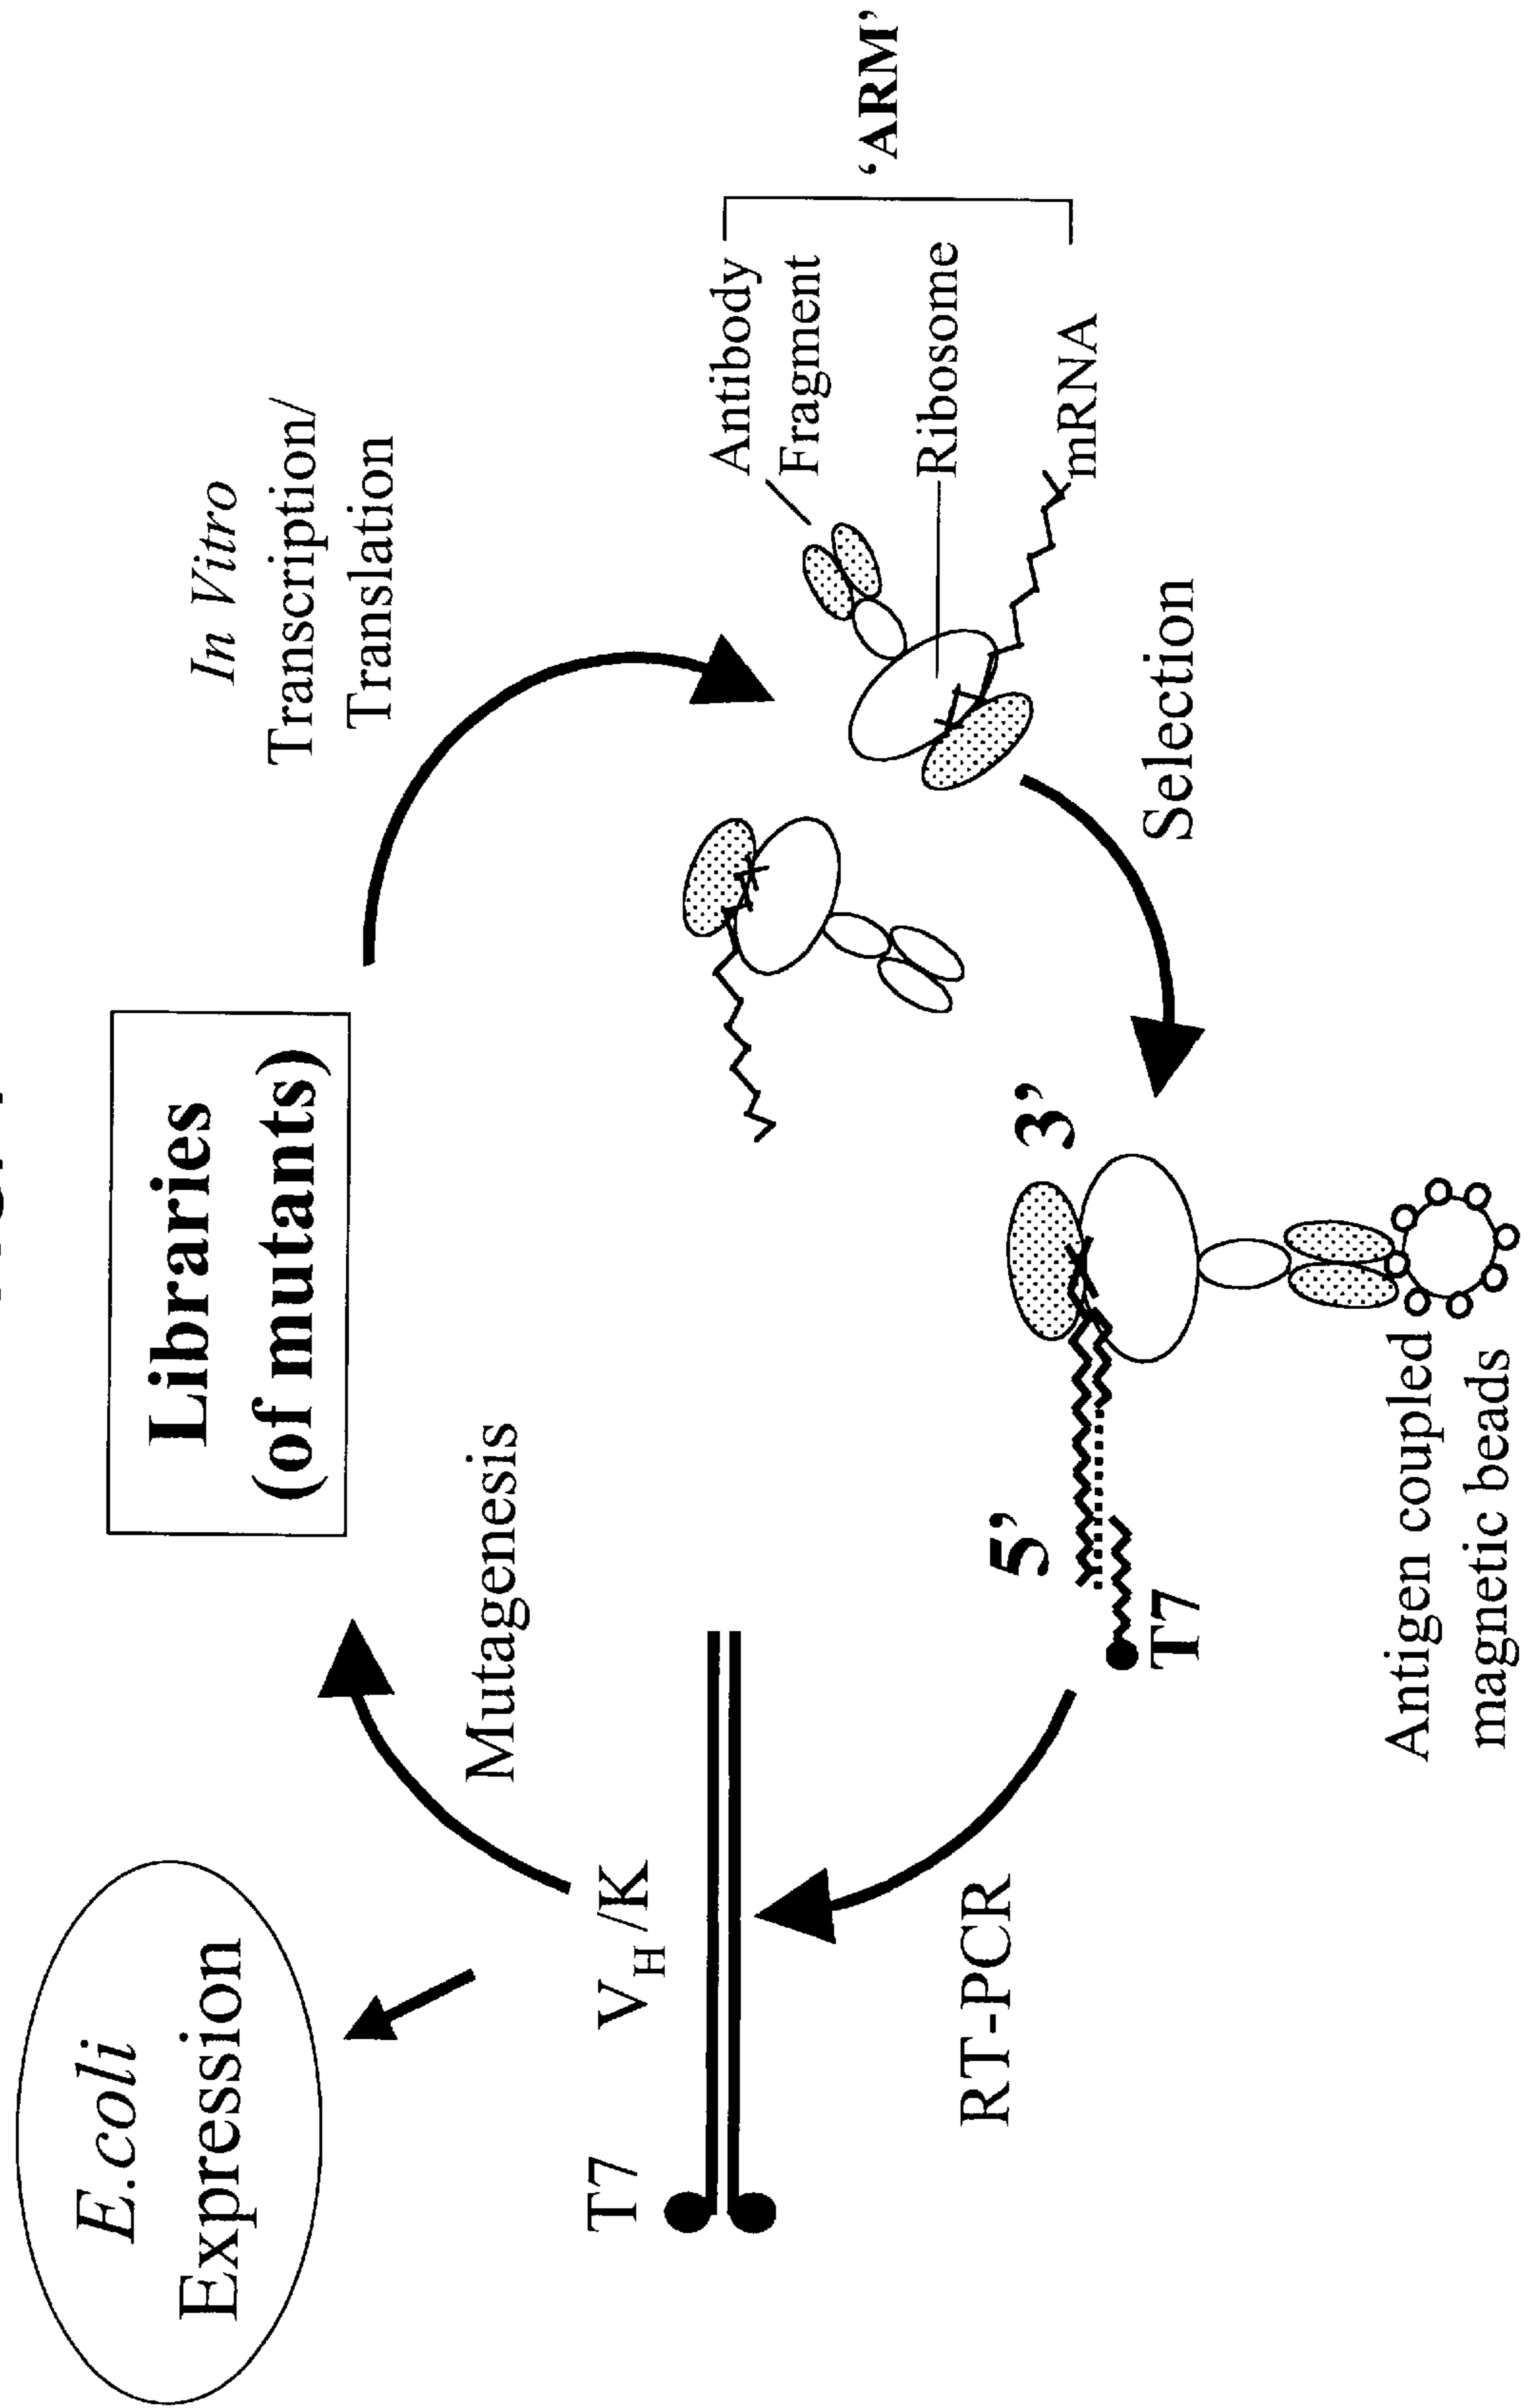 Libraries
(of mutants)
In Vitro
Transcription/
Translation
Antibody
Fragment
Ribosome
mRNA
'ARM'
Selection
3'
5'
T7
Antigen coupled
magnetic beads
RT-PCR
T7
V H /K
Mutagenesis
E.coli
Expression